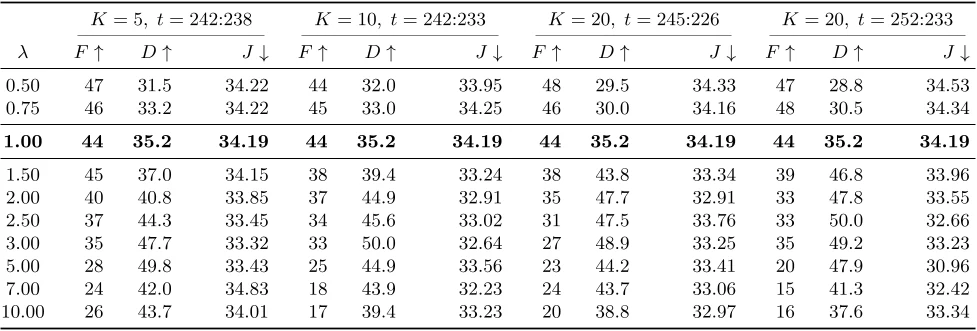 K = 5, t = 242:238 K = 10, t = 242:233 K = 20, t = 245:226 K = 20, t = 252:233
λ F ↑ D ↑ J ↓ F ↑ D ↑ J ↓ F ↑ D ↑ J ↓ F ↑ D ↑ J ↓
0.50 47 31.5 34.22 44 32.0 33.95 48 29.5 34.33 47 28.8 34.53
0.75 46 33.2 34.22 45 33.0 34.25 46 30.0 34.16 48 30.5 34.34
1.00 44 35.2 34.19 44 35.2 34.19 44 35.2 34.19 44 35.2 34.19
1.50 45 37.0 34.15 38 39.4 33.24 38 43.8 33.34 39 46.8 33.96
2.00 40 40.8 33.85 37 44.9 32.91 35 47.7 32.91 33 47.8 33.55
2.50 37 44.3 33.45 34 45.6 33.02 31 47.5 33.76 33 50.0 32.66
3.00 35 47.7 33.32 33 50.0 32.64 27 48.9 33.25 35 49.2 33.23
5.00 28 49.8 33.43 25 44.9 33.56 23 44.2 33.41 20 47.9 30.96
7.00 24 42.0 34.83 18 43.9 32.23 24 43.7 33.06 15 41.3 32.42
10.00 26 43.7 34.01 17 39.4 33.23 20 38.8 32.97 16 37.6 33.34